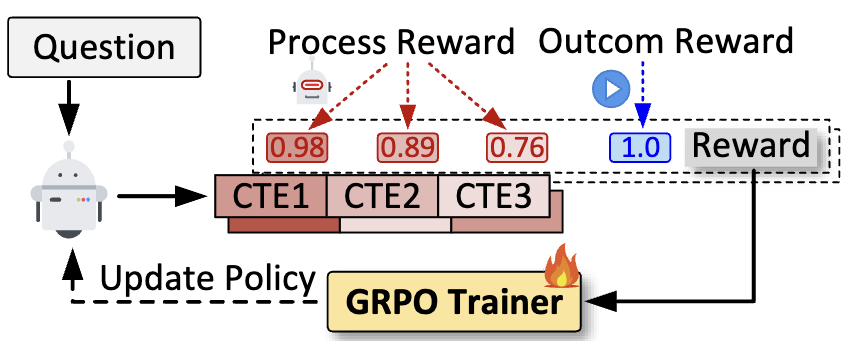 Question
Process Reward
Outcom Reward
0.98
0.89
0.76
1.0
Reward
CTE1
CTE2
CTE3
Update Policy
GRPO Trainer